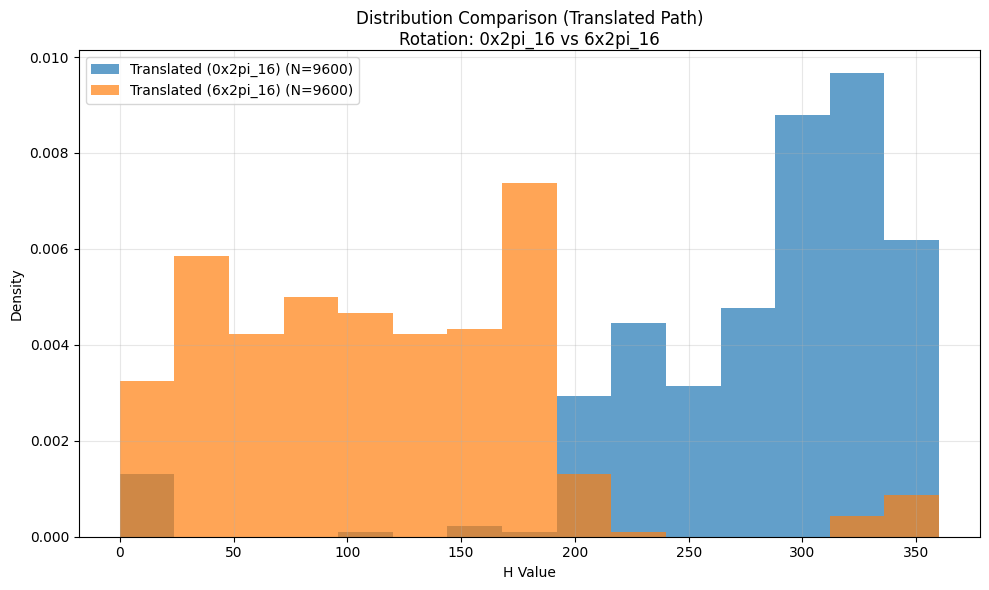 Distribution Comparison (Translated Path)
Rotation: 0x2pi_16 vs 6x2pi_16
Translated (0x2pi_16) (N=9600)
Translated (6x2pi_16) (N=9600)
0.010
0.008
0.006
0.004
0.002
0.000
Density
0 50 100 150 200 250 300 350
H Value